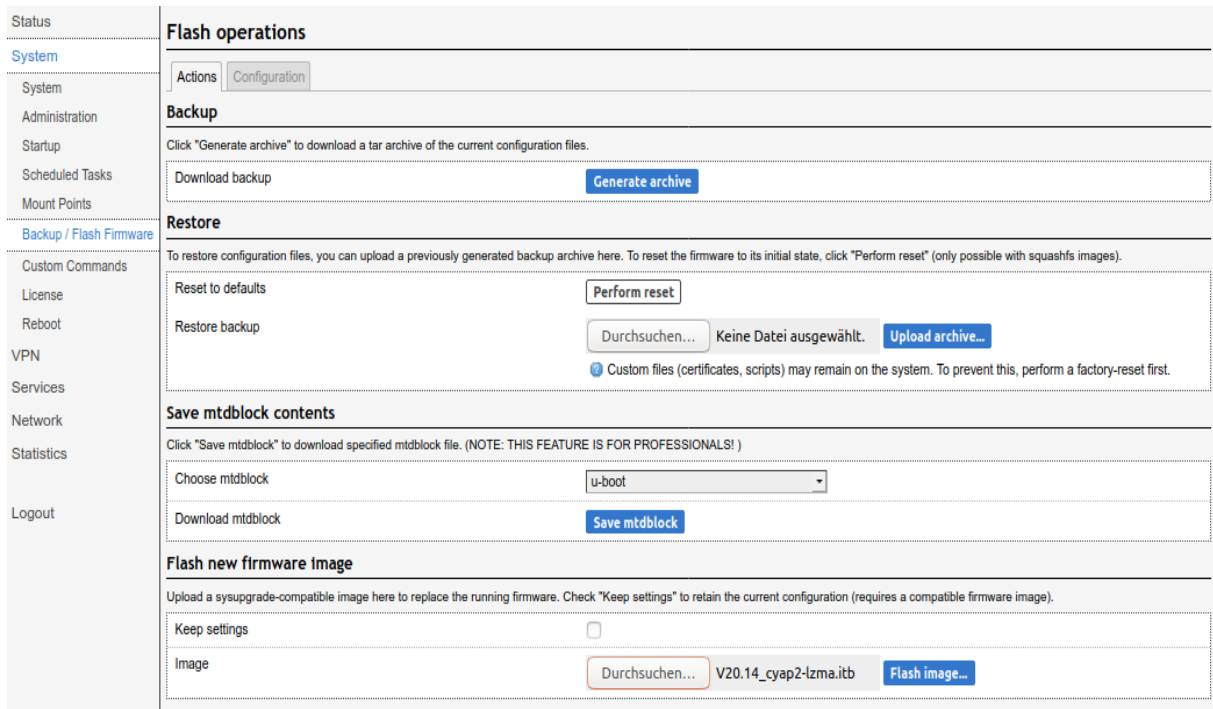 Status
System
System
Administration
Startup
Scheduled Tasks
Mount Points
Backup / Flash Firmware
Custom Commands
License
Reboot
VPN
Services
Network
Statistics
Logout
Flash operations
Actions Configuration
Backup
Click "Generate archive" to download a tar archive of the current configuration files.
Download backup Generate archive
Restore
To restore configuration files, you can upload a previously generated backup archive here. To reset the firmware to its initial state, click "Perform reset" (only possible with squashfs images).
Reset to defaults Perform reset
Restore backup Durchsuchen... Keine Datei ausgewählt. Upload archive...
Custom files (certificates, scripts) may remain on the system. To prevent this, perform a factory-reset first.
Save mtdblock contents
Click "Save mtdblock" to download specified mtdblock file. (NOTE: THIS FEATURE IS FOR PROFESSIONALS! )
Choose mtdblock u-boot
Download mtdblock Save mtdblock
Flash new firmware image
Upload a sysupgrade-compatible image here to replace the running firmware. Check "Keep settings" to retain the current configuration (requires a compatible firmware image).
Keep settings
Image Durchsuchen... V20.14_cyap2-lzma.itb Flash image...